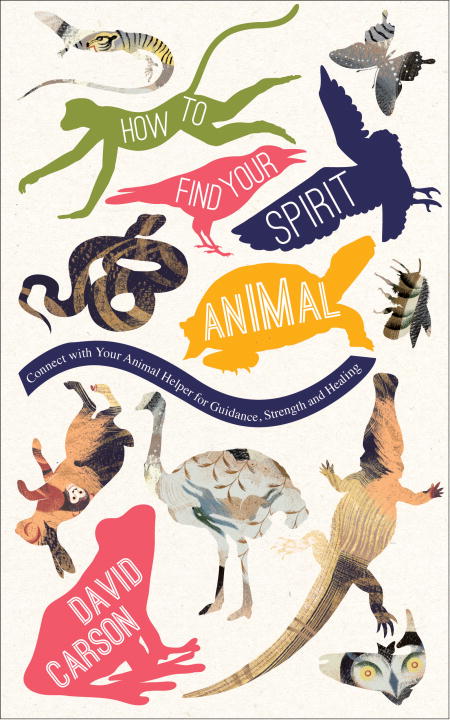 HOW TO
FIND YOUR
SPIRIT
ANIMAL
Connect with Your Animal Helper for Guidance, Strength and Healing
DAVID
CARSON